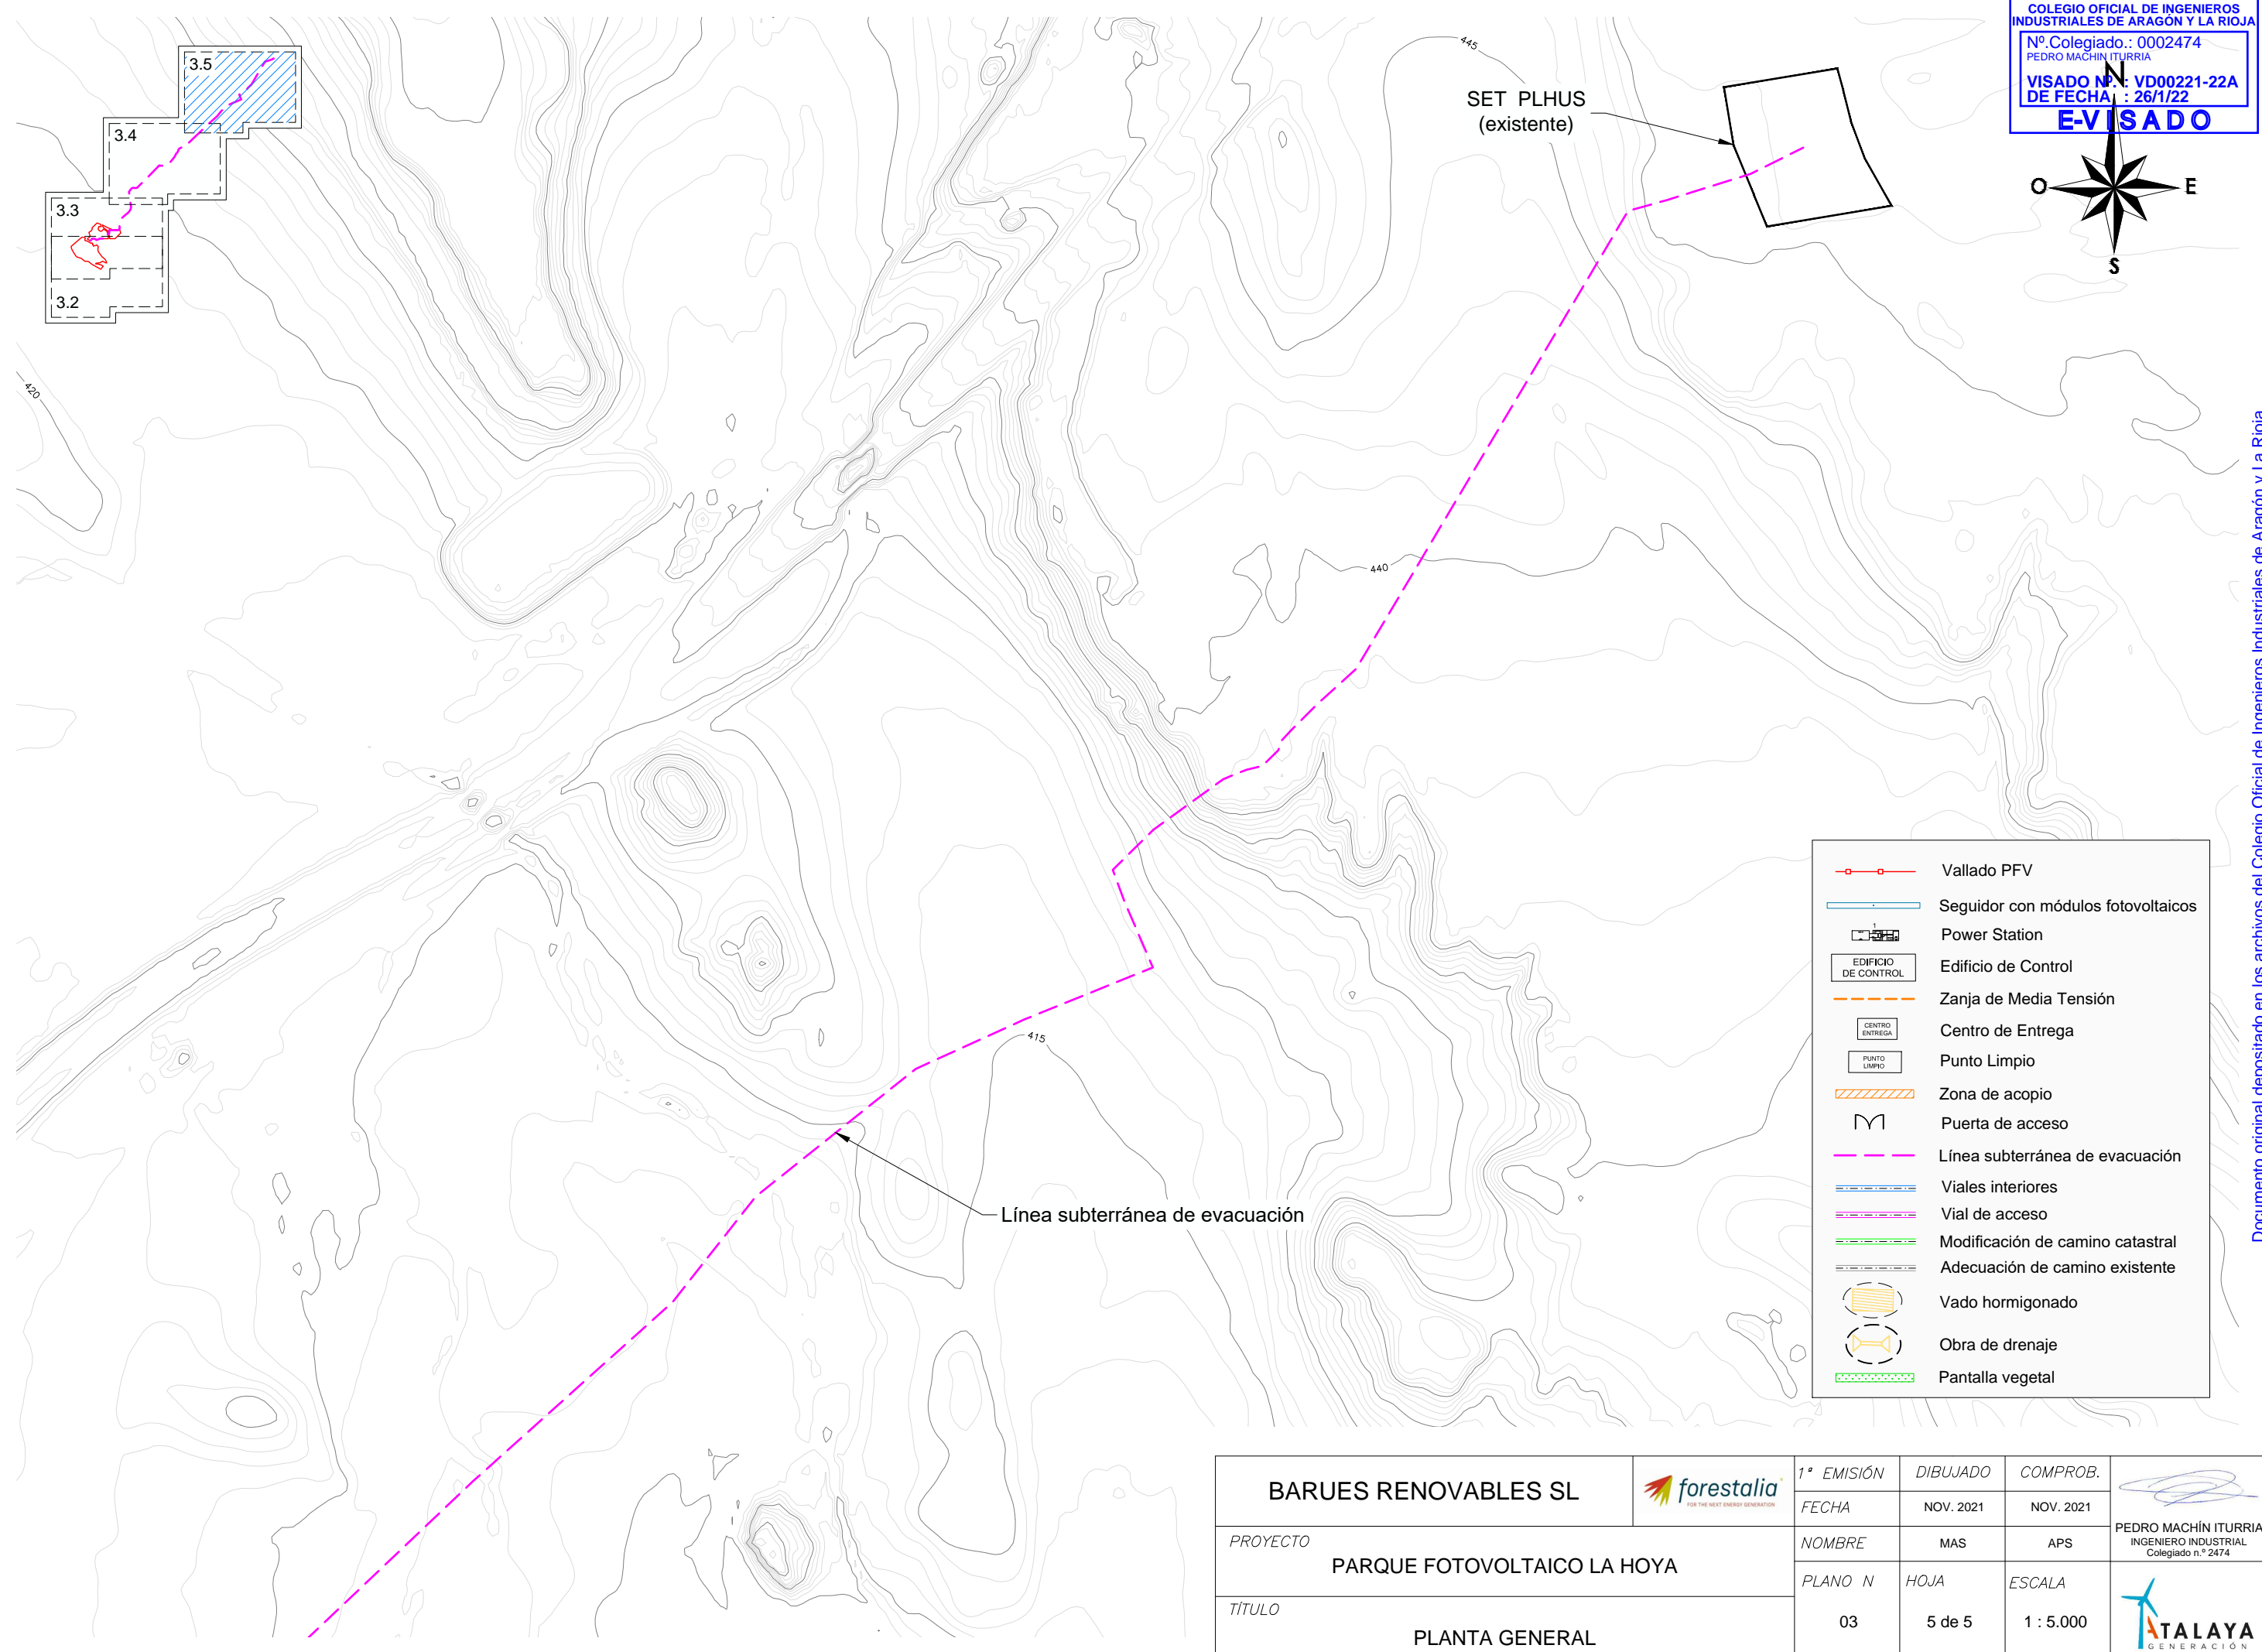 3.5
3.4
3.3
3.2
420
445
SET PLHUS
(existente)
COLEGIO OFICIAL DE INGENIEROS
INDUSTRIALES DE ARAGÓN Y LA RIOJA
Nº.Colegiado.: 0002474
PEDRO MACHIN ITURRIA
VISADO Nº. : VD00221-22A
DE FECHA : 26/1/22
E-VISADO
N
O
E
S
440
415
Línea subterránea de evacuación
Documento original depositado en los archivos del Colegio Oficial de Ingenieros Industriales de Aragón y La Rioja
Vallado PFV
Seguidor con módulos fotovoltaicos
1
Power Station
EDIFICIO
DE CONTROL
Edificio de Control
Zanja de Media Tensión
CENTRO
ENTREGA
Centro de Entrega
PUNTO
LIMPIO
Punto Limpio
Zona de acopio
Puerta de acceso
Línea subterránea de evacuación
Viales interiores
Vial de acceso
Modificación de camino catastral
Adecuación de camino existente
Vado hormigonado
Obra de drenaje
Pantalla vegetal
BARUES RENOVABLES SL
forestalia
FOR THE NEXT ENERGY GENERATION
1ª EMISIÓN
DIBUJADO
COMPROB.
FECHA
NOV. 2021
NOV. 2021
NOMBRE
MAS
APS
PEDRO MACHÍN ITURRIA
INGENIERO INDUSTRIAL
Colegiado n.º 2474
PROYECTO
PARQUE FOTOVOLTAICO LA HOYA
TÍTULO
PLANTA GENERAL
PLANO N
03
HOJA
5 de 5
ESCALA
1 : 5.000
ATALAYA
GENERACIÓN